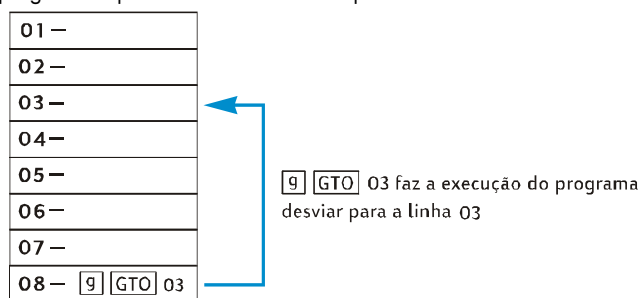 01 –
02 –
03 –
04 –
05 –
06 –
07 –
08 – g GTO 03
g GTO 03 faz a execução do programa
desviar para a linha 03